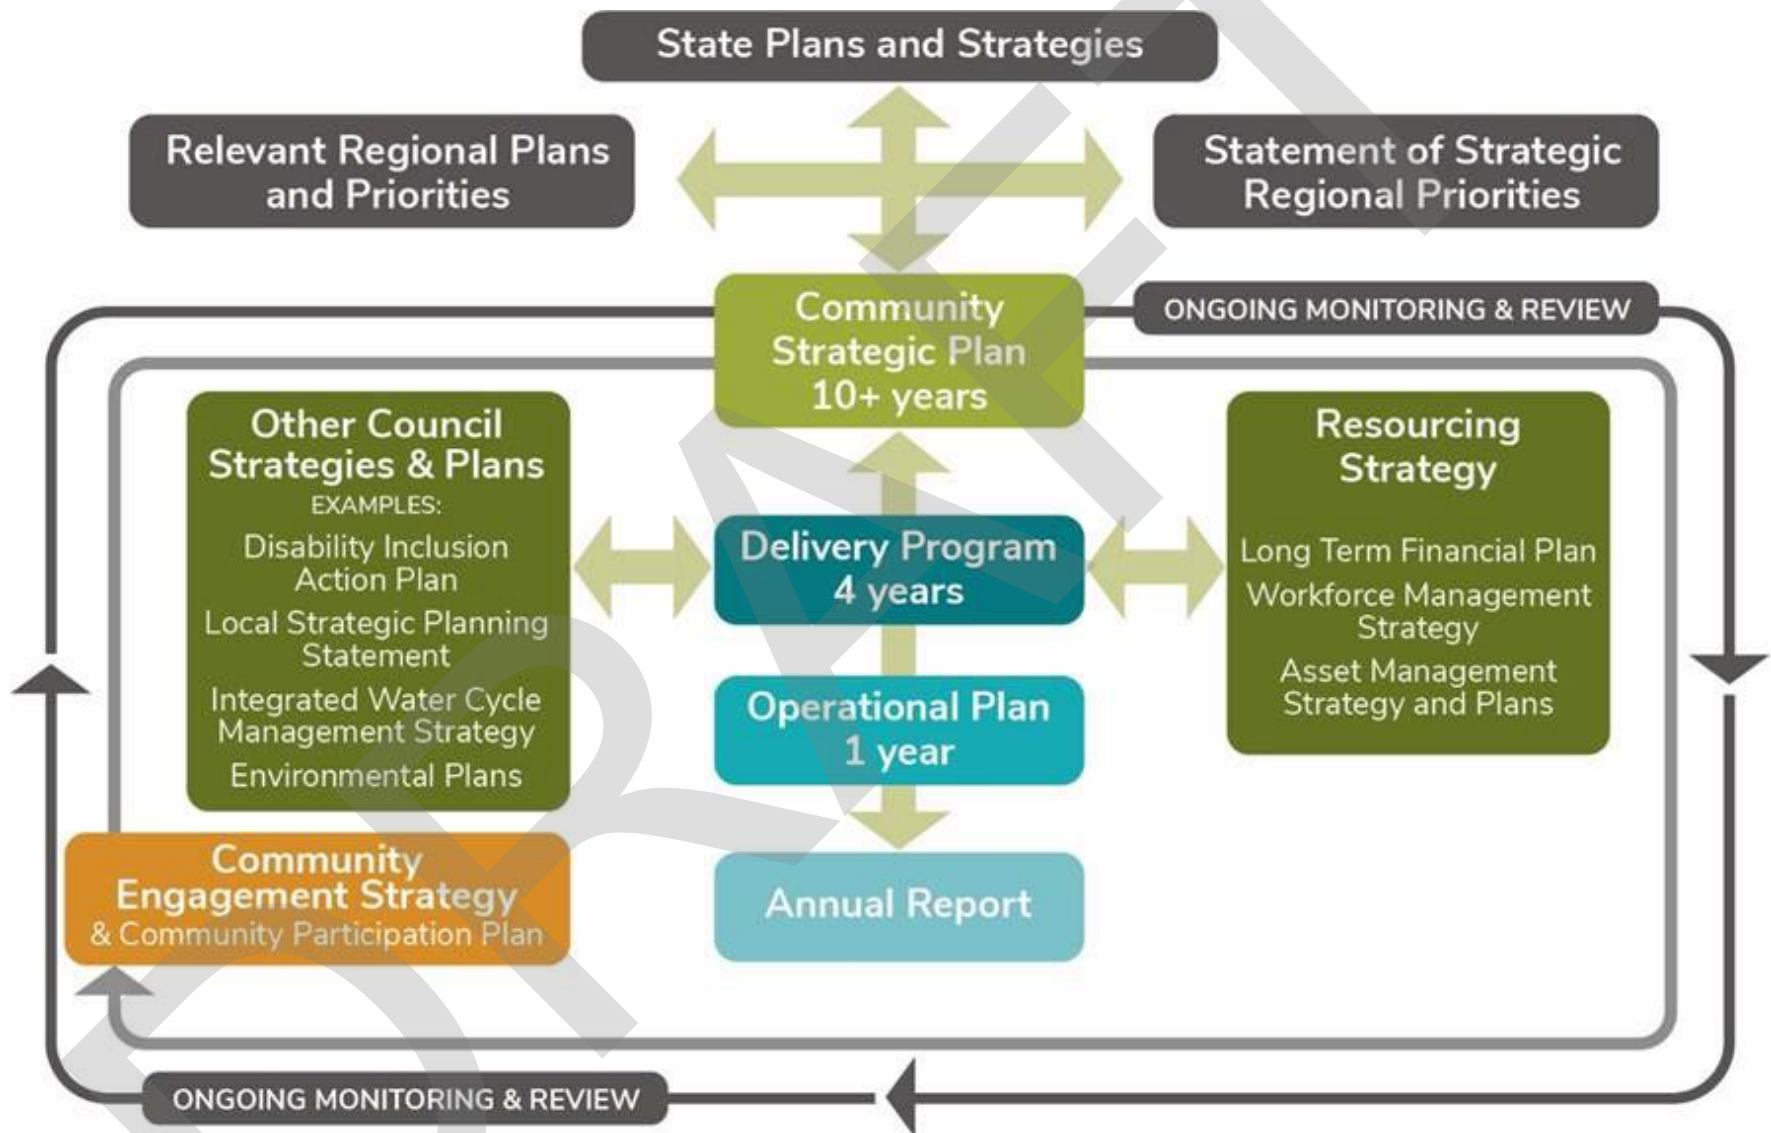 State Plans and Strategies
Relevant Regional Plans
and Priorities
Statement of Strategic
Regional Priorities
Community
Strategic Plan
10+ years
ONGOING MONITORING & REVIEW
Other Council
Strategies & Plans
EXAMPLES:
Disability Inclusion
Action Plan
Local Strategic Planning
Statement
Integrated Water Cycle
Management Strategy
Environmental Plans
Delivery Program
4 years
Resourcing
Strategy
Long Term Financial Plan
Workforce Management
Strategy
Asset Management
Strategy and Plans
Operational Plan
1 year
Community
Engagement Strategy
& Community Participation Plan
Annual Report
ONGOING MONITORING & REVIEW
DRAFT